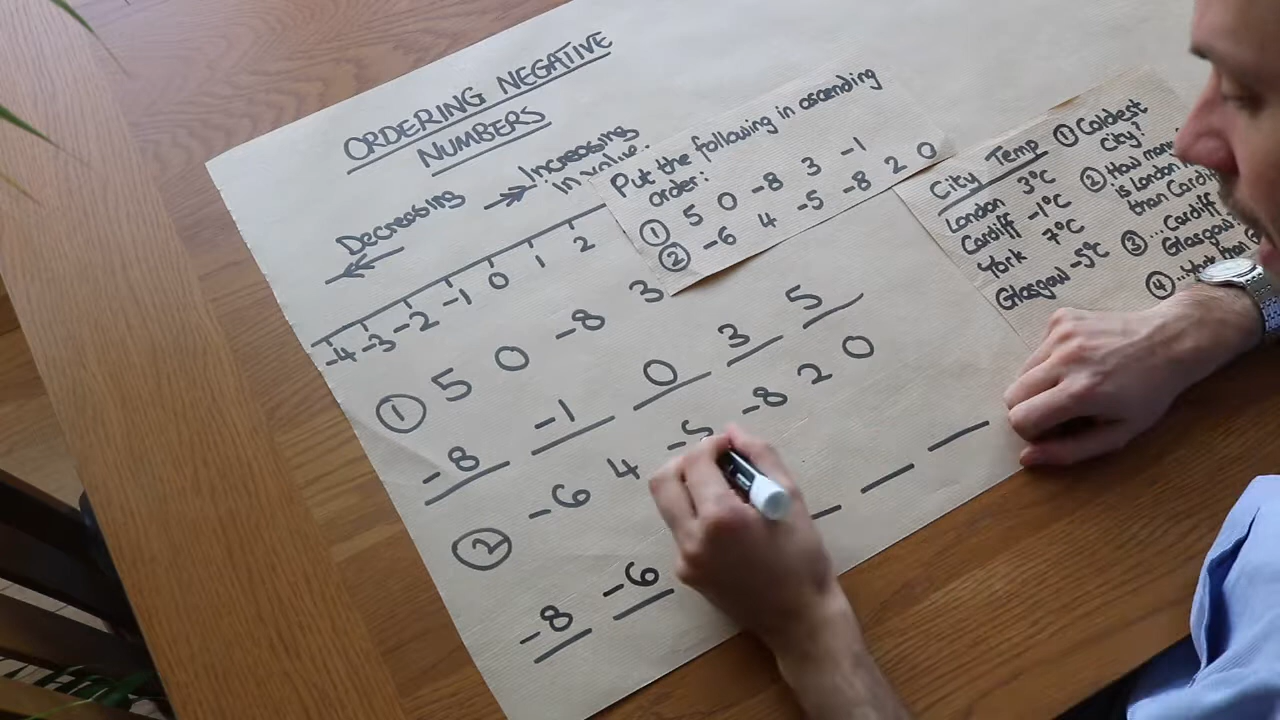 ORDERING NEGATIVE
NUMBERS
Decreasing
Increasing
in value.
-4 -3 -2 -1 0 1 2
Put the following in ascending
order:
① 5 0 -8 3 -1
② -6 4 -5 -8 2 0
City Temp
London 3°C
Cardiff -1°C
York 7°C
Glasgow -5°C
① Coldest
City?
② How many
is London
than Cardiff
③ ...Cardiff
Glasgow?
④ ...York than
① 5 0 -8 3
-8 -1 0 3 5
② -6 4 -5 -8 2 0
-8 -6